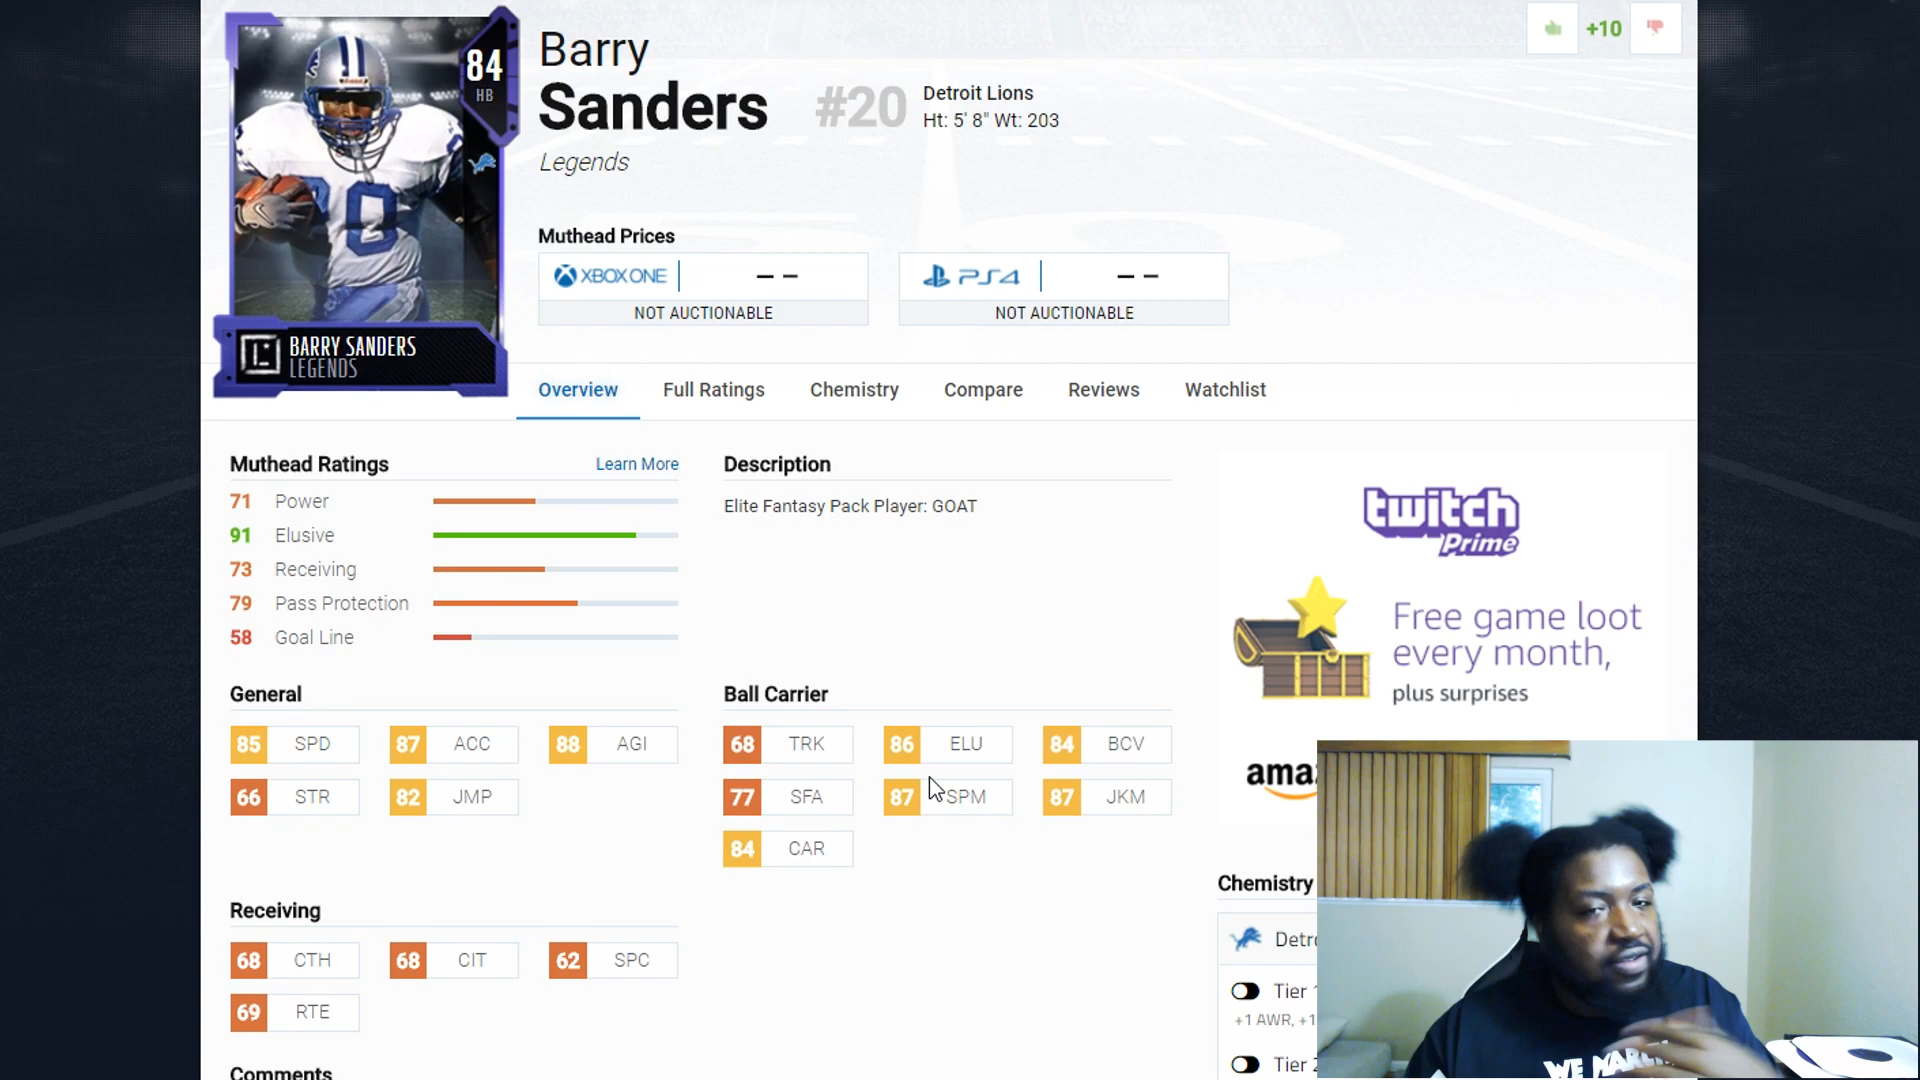 84
HB
BARRY SANDERS
LEGENDS
Barry
Sanders
#20
Detroit Lions
Ht: 5' 8" Wt: 203
Legends
+10
Muthead Prices
XBOX ONE
– –
NOT AUCTIONABLE
PS4
– –
NOT AUCTIONABLE
Overview
Full Ratings
Chemistry
Compare
Reviews
Watchlist
Muthead Ratings
Learn More
71 Power
91 Elusive
73 Receiving
79 Pass Protection
58 Goal Line
Description
Elite Fantasy Pack Player: GOAT
General
85 SPD
87 ACC
88 AGI
66 STR
82 JMP
Ball Carrier
68 TRK
86 ELU
84 BCV
77 SFA
87 SPM
87 JKM
84 CAR
Receiving
68 CTH
68 CIT
62 SPC
69 RTE
Comments
twitch
Prime
Free game loot
every month,
plus surprises
ama
Chemistry
Detr
Tier
+1 AWR, +1
Tier
WE